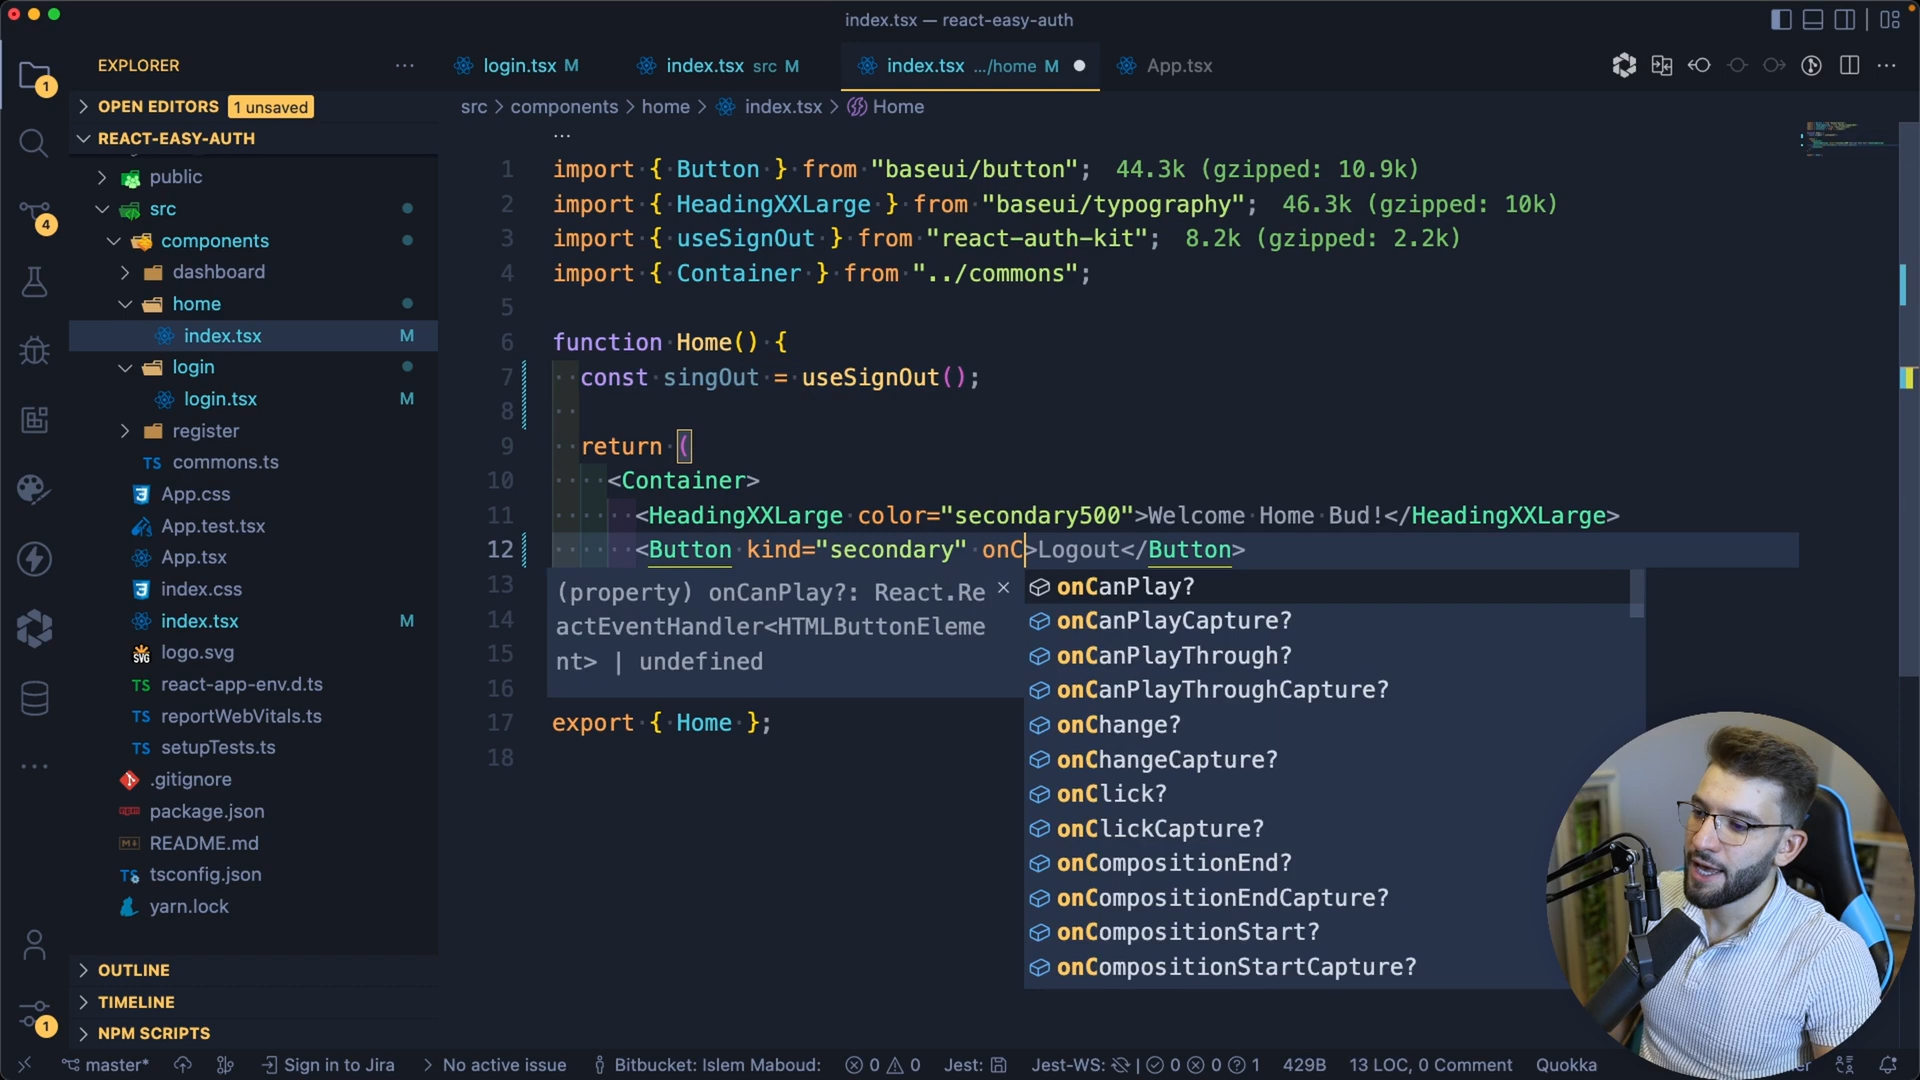 index.tsx — react-easy-auth
EXPLORER
OPEN EDITORS 1 unsaved
REACT-EASY-AUTH
public
src
components
dashboard
home
index.tsx M
login
login.tsx M
register
TS commons.ts
App.css
App.test.tsx
App.tsx
index.css
index.tsx M
logo.svg
TS react-app-env.d.ts
TS reportWebVitals.ts
TS setupTests.ts
.gitignore
package.json
README.md
tsconfig.json
yarn.lock
OUTLINE
TIMELINE
NPM SCRIPTS
1
4
1
login.tsx M
index.tsx src M
index.tsx .../home M
App.tsx
src > components > home > index.tsx > Home
1 import { Button } from "baseui/button"; 44.3k (gzipped: 10.9k)
2 import { HeadingXXLarge } from "baseui/typography"; 46.3k (gzipped: 10k)
3 import { useSignOut } from "react-auth-kit"; 8.2k (gzipped: 2.2k)
4 import { Container } from "../commons";
5
6 function Home() {
7 const singOut = useSignOut();
8
9 return (
10 <Container>
11 <HeadingXXLarge color="secondary500">Welcome Home Bud!</HeadingXXLarge>
12 <Button kind="secondary" onC>Logout</Button>
13
14
15
16
17 export { Home };
18
(property) onCanPlay?: React.Re
actEventHandler<HTMLButtonEleme
nt> | undefined
onCanPlay?
onCanPlayCapture?
onCanPlayThrough?
onCanPlayThroughCapture?
onChange?
onChangeCapture?
onClick?
onClickCapture?
onCompositionEnd?
onCompositionEndCapture?
onCompositionStart?
onCompositionStartCapture?
master* Sign in to Jira No active issue Bitbucket: Islem Maboud: 0 0 Jest: Jest-WS: | 0 0 1 429B 13 LOC, 0 Comment Quokka